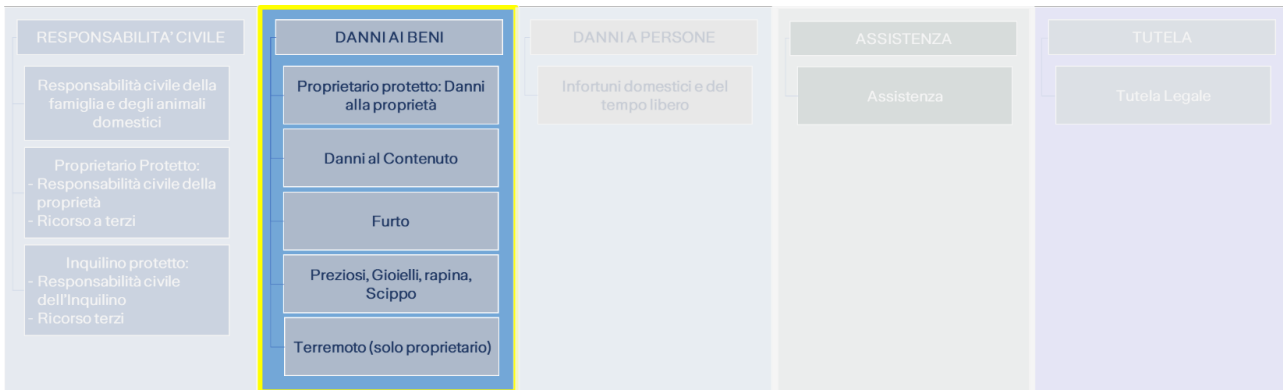 RESPONSABILITA' CIVILE
Responsabilità civile della
famiglia e degli animali
domestici
Proprietario Protetto:
- Responsabilità civile della
proprietà
- Ricorso a terzi
Inquilino protetto:
- Responsabilità civile
dell'Inquilino
- Ricorso terzi
DANNI AI BENI
Proprietario protetto: Danni
alla proprietà
Danni al Contenuto
Furto
Preziosi, Gioielli, rapina,
Scippo
Terremoto (solo proprietario)
DANNI A PERSONE
Infortuni domestici e del
tempo libero
ASSISTENZA
Assistenza
TUTELA
Tutela Legale